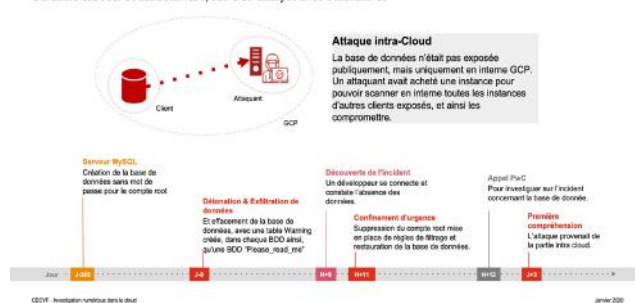 Attaque intra-Cloud
La base de données n'était pas exposée
publiquement, mais uniquement en interne GCP.
Un attaquant avait acheté une instance pour
pouvoir scanner en interne toutes les instances
d'autres clients exposés, et ainsi les
compromettre.
Client
Attaquant
GCP
Serveur MySQL
Création de la base de
données sans mot de
passe pour le compte root
Détonation & Exfiltration de
données
Et effacement de la base de
données, avec une table Warning
créée, dans chaque BDD ainsi,
qu'une BDD "Please_read_me"
Découverte de l'incident
Un développeur se connecte et
constate l'absence des
données.
Confinement d'urgence
Suppression du compte root mise
en place de règles de filtrage et
restauration de la base de données.
Appel PwC
Pour investiguer sur l'incident
concernant la base de donnée.
Première
compréhension
L'attaque provenait de
la partie intra cloud.
Jour
J-365
J-0
H+9
H+11
H+12
J+3
CECYF - Investigation numérique dans le cloud
Janvier 2020